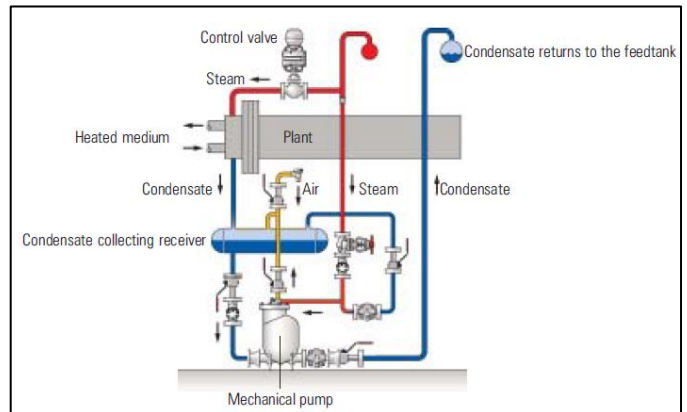 Control valve
Condensate returns to the feedtank
Steam
Heated medium
Plant
Condensate
Air
Steam
Condensate
Condensate collecting receiver
Mechanical pump